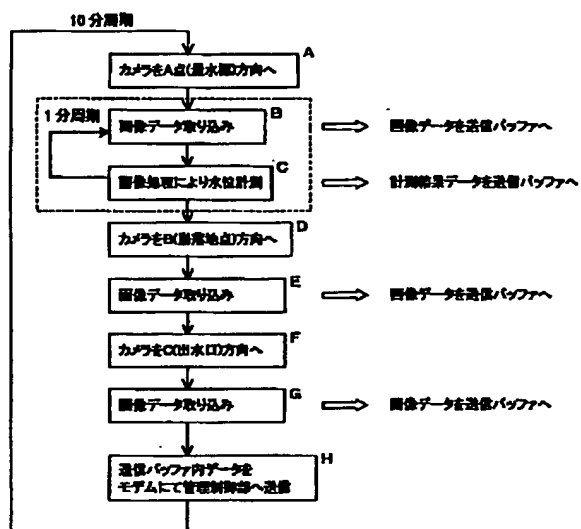 10分周期
A
カメラをA点(量水標)方向へ
1分周期
B
画像データ取り込み
画像データを送信バッファへ
C
画像処理により水位計測
計測結果データを送信バッファへ
D
カメラをB(崩落地点)方向へ
E
画像データ取り込み
画像データを送信バッファへ
F
カメラをC(出水口)方向へ
G
画像データ取り込み
画像データを送信バッファへ
H
送信バッファ内データを
モデムにて管理制御部へ送信